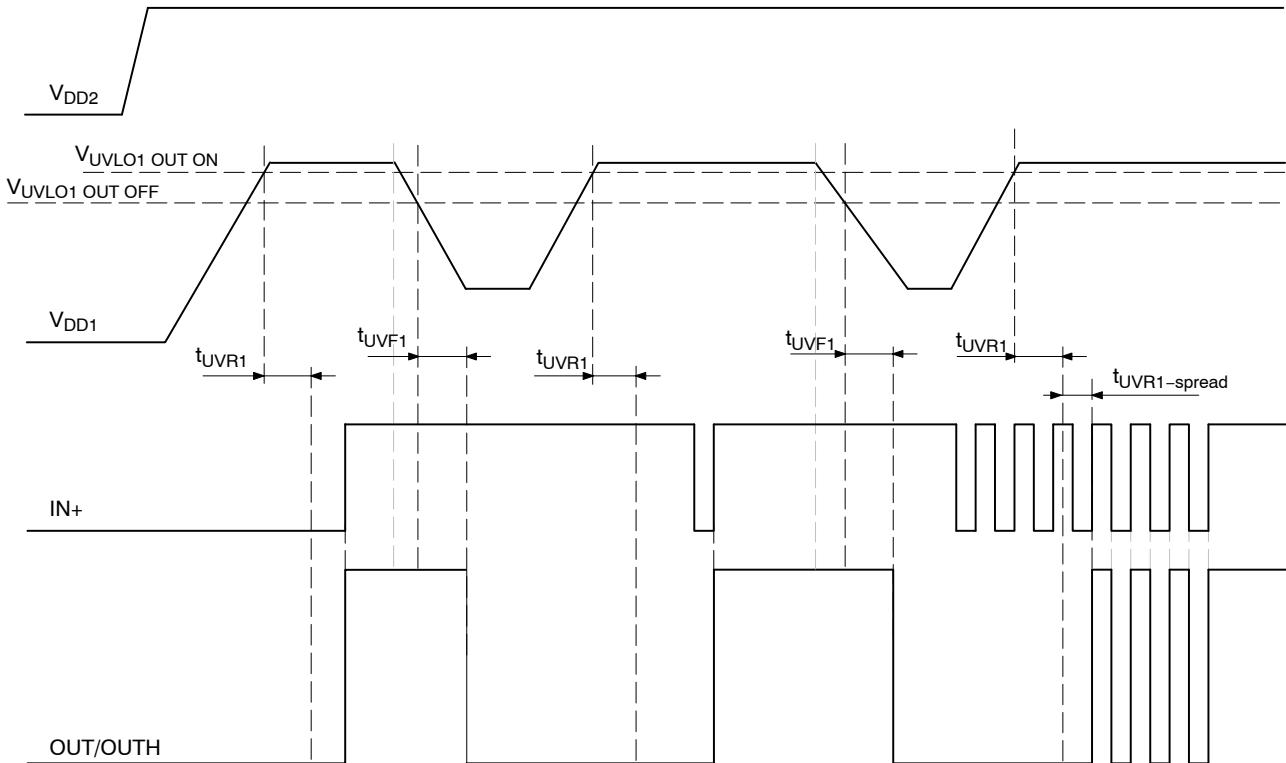 VDD2
VUVLO1 OUT ON
VUVLO1 OUT OFF
VDD1
tUVR1
tUVF1
tUVR1
tUVF1
tUVR1
tUVR1−spread
IN+
OUT/OUTH